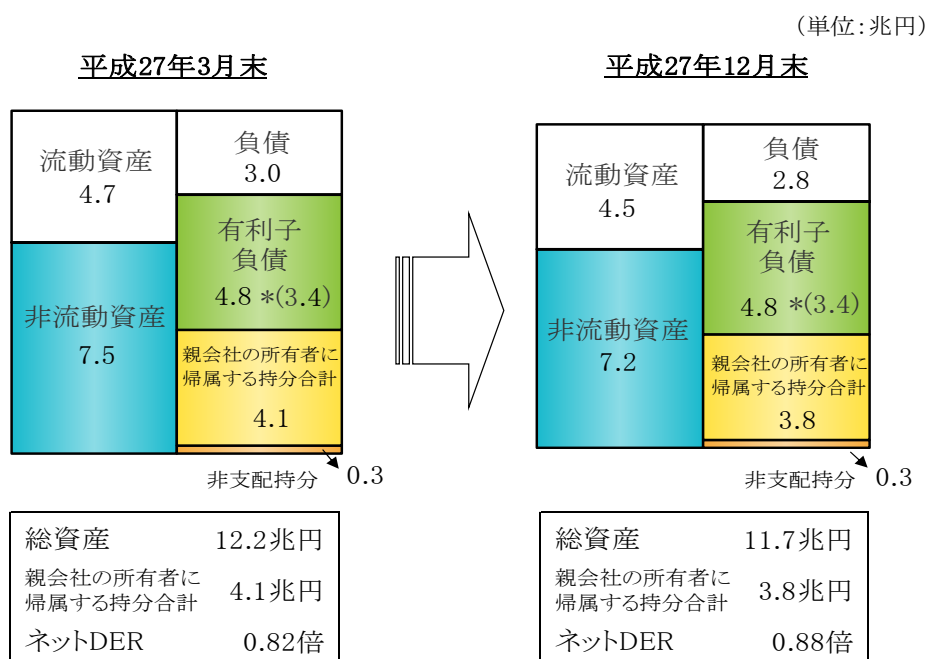 (単位:兆円)
平成27年3月末
平成27年12月末
流動資産
4.7
負債
3.0
有利子
負債
4.8 *(3.4)
非流動資産
7.5
親会社の所有者に
帰属する持分合計
4.1
非支配持分
0.3
流動資産
4.5
負債
2.8
有利子
負債
4.8 *(3.4)
非流動資産
7.2
親会社の所有者に
帰属する持分合計
3.8
非支配持分
0.3
総資産 12.2兆円
親会社の所有者に
帰属する持分合計 4.1兆円
ネットDER 0.82倍
総資産 11.7兆円
親会社の所有者に
帰属する持分合計 3.8兆円
ネットDER 0.88倍